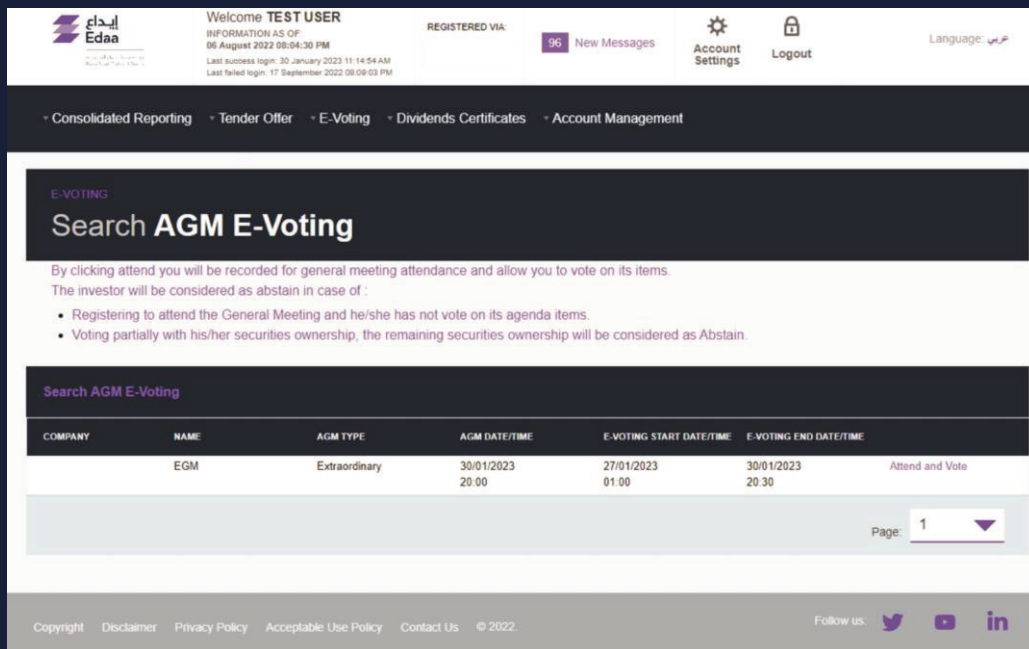 إيداع
Edaa
Welcome TEST USER
INFORMATION AS OF:
06 August 2022 08:04:30 PM
Last success login: 30 January 2023 11:14:54 AM
Last failed login: 17 September 2022 08:09:03 PM
REGISTERED VIA:
96 New Messages
Account Settings
Logout
Language: عربي
Consolidated Reporting Tender Offer E-Voting Dividends Certificates Account Management
E-VOTING
Search AGM E-Voting
By clicking attend you will be recorded for general meeting attendance and allow you to vote on its items.
The investor will be considered as abstain in case of :
• Registering to attend the General Meeting and he/she has not vote on its agenda items.
• Voting partially with his/her securities ownership, the remaining securities ownership will be considered as Abstain.
Search AGM E-Voting
COMPANY NAME AGM TYPE AGM DATE/TIME E-VOTING START DATE/TIME E-VOTING END DATE/TIME
EGM Extraordinary 30/01/2023 27/01/2023 30/01/2023 Attend and Vote
20:00 01:00 20:30
Page: 1
Copyright Disclaimer Privacy Policy Acceptable Use Policy Contact Us © 2022.
Follow us: